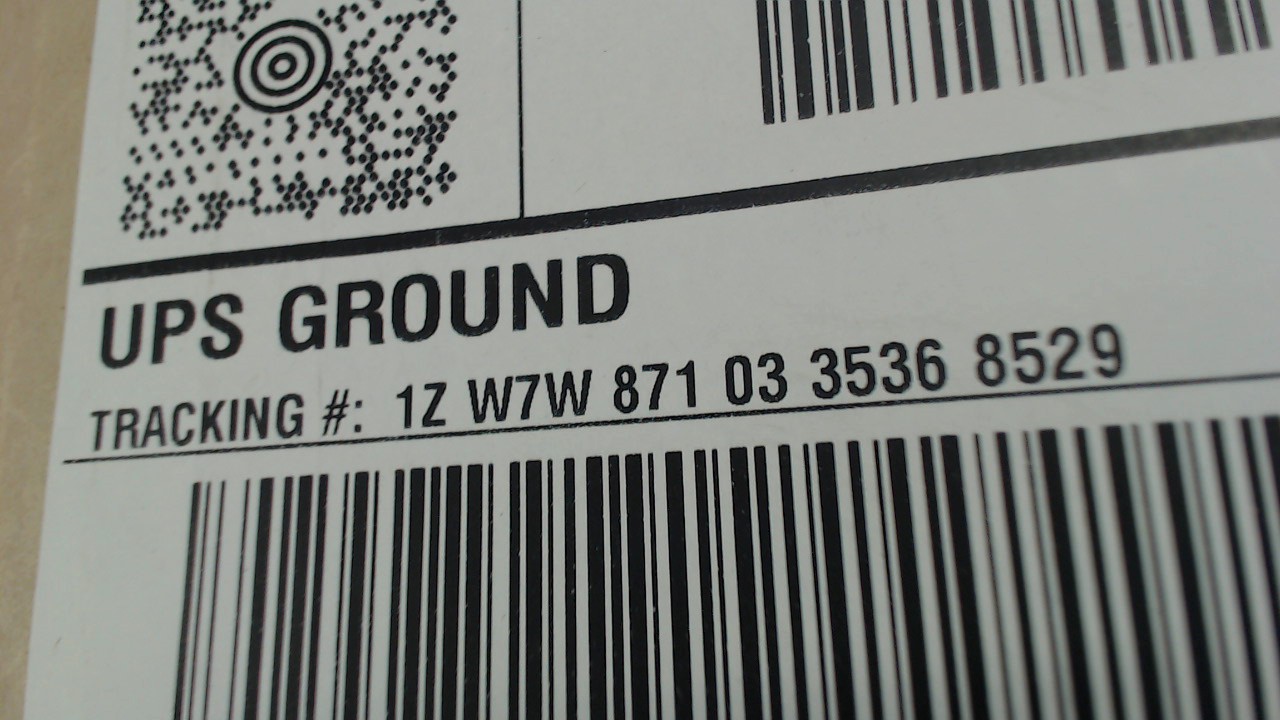 UPS GROUND
TRACKING #: 1Z W7W 871 03 3536 8529